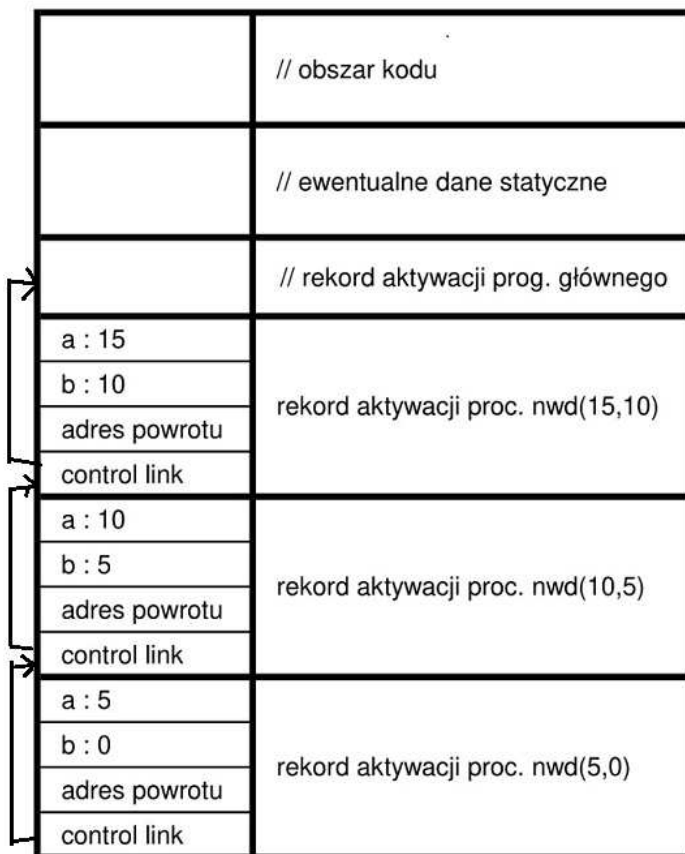 // obszar kodu
// ewentualne dane statyczne
// rekord aktywacji prog. głównego
a : 15
b : 10
adres powrotu
control link
rekord aktywacji proc. nwd(15,10)
a : 10
b : 5
adres powrotu
control link
rekord aktywacji proc. nwd(10,5)
a : 5
b : 0
adres powrotu
control link
rekord aktywacji proc. nwd(5,0)